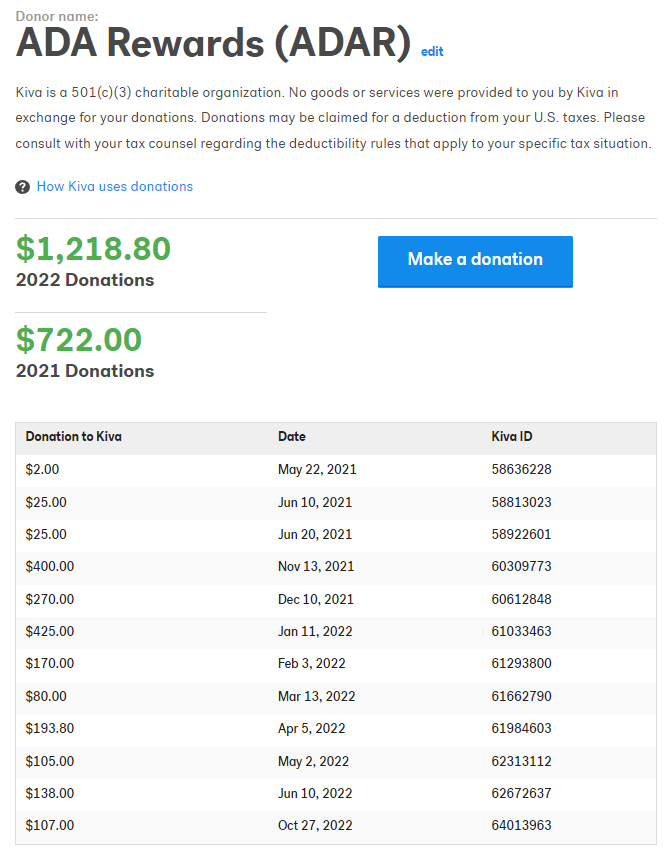 Donor name:
ADA Rewards (ADAR) edit
Kiva is a 501(c)(3) charitable organization. No goods or services were provided to you by Kiva in
exchange for your donations. Donations may be claimed for a deduction from your U.S. taxes. Please
consult with your tax counsel regarding the deductibility rules that apply to your specific tax situation.
? How Kiva uses donations
$1,218.80
2022 Donations
Make a donation
$722.00
2021 Donations
Donation to Kiva Date Kiva ID
$2.00 May 22, 2021 58636228
$25.00 Jun 10, 2021 58813023
$25.00 Jun 20, 2021 58922601
$400.00 Nov 13, 2021 60309773
$270.00 Dec 10, 2021 60612848
$425.00 Jan 11, 2022 61033463
$170.00 Feb 3, 2022 61293800
$80.00 Mar 13, 2022 61662790
$193.80 Apr 5, 2022 61984603
$105.00 May 2, 2022 62313112
$138.00 Jun 10, 2022 62672637
$107.00 Oct 27, 2022 64013963